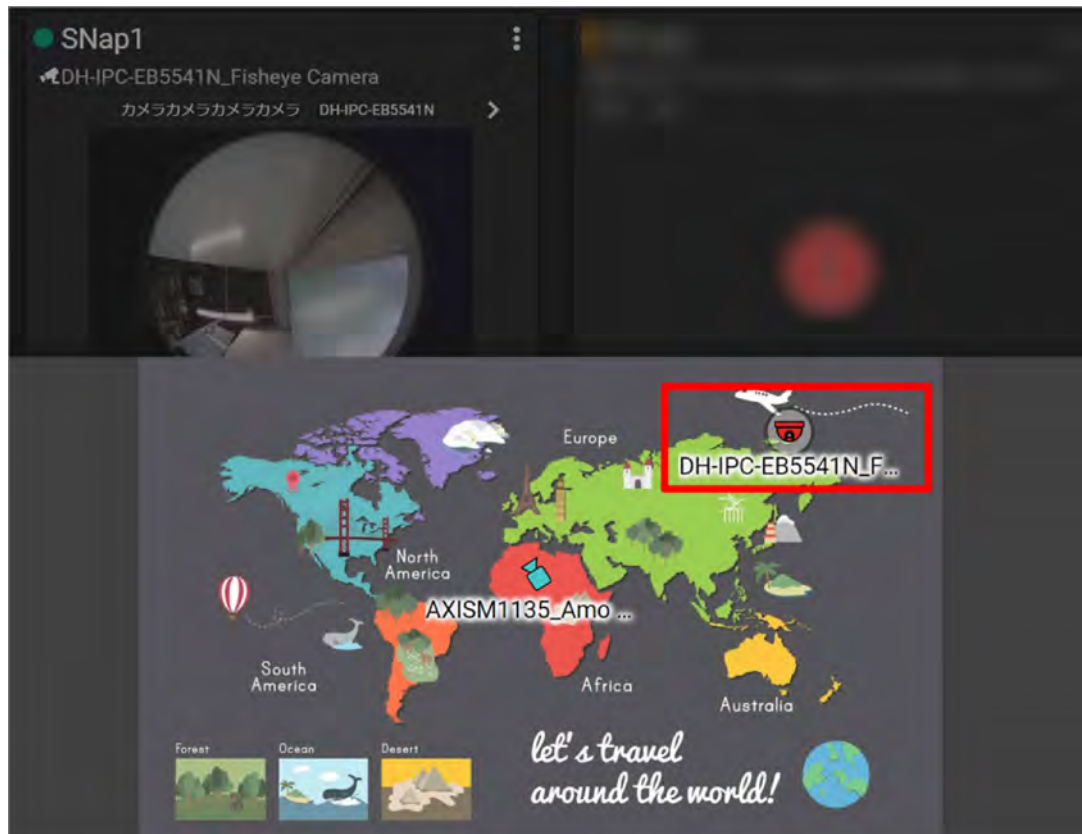 SNap1
DH-IPC-EB5541N_Fisheye Camera
カメラカメラカメラカメラ DH-IPC-EB5541N
Europe
DH-IPC-EB5541N_F...
North
America
AXISM1135_Amo ...
South
America
Africa
Australia
Forest
Ocean
Desert
let's travel
around the world!